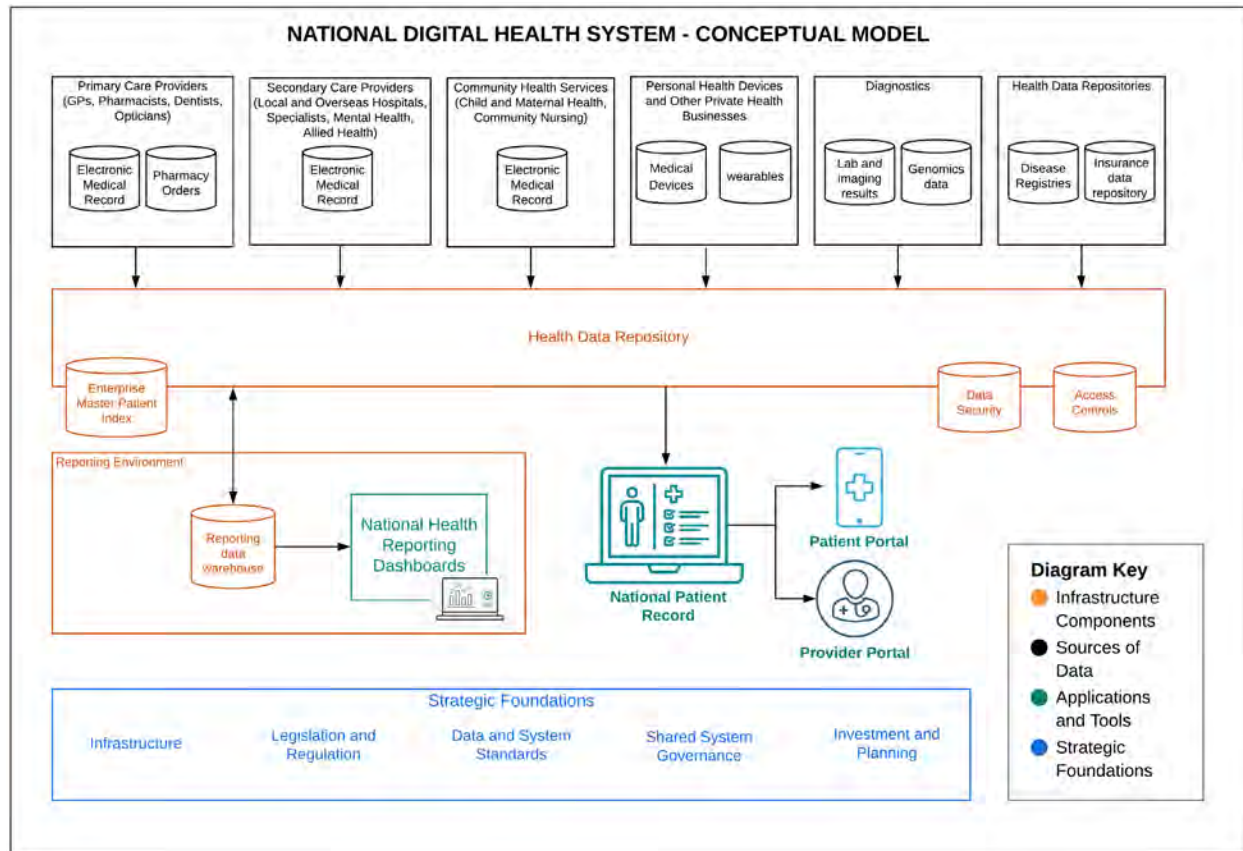 NATIONAL DIGITAL HEALTH SYSTEM - CONCEPTUAL MODEL
Primary Care Providers
(GPs, Pharmacists, Dentists,
Opticians)
Electronic
Medical
Record
Pharmacy
Orders
Secondary Care Providers
(Local and Overseas Hospitals,
Specialists, Mental Health,
Allied Health)
Electronic
Medical
Record
Community Health Services
(Child and Maternal Health,
Community Nursing)
Electronic
Medical
Record
Personal Health Devices
and Other Private Health
Businesses
Medical
Devices
wearables
Diagnostics
Lab and
imaging
results
Genomics
data
Health Data Repositories
Disease
Registries
Insurance
data
repository
Health Data Repository
Enterprise
Master Patient
Index
Data
Security
Access
Controls
Reporting Environment
Reporting
data
warehouse
National Health
Reporting
Dashboards
National Patient
Record
Patient Portal
Provider Portal
Diagram Key
Infrastructure
Components
Sources of
Data
Applications
and Tools
Strategic
Foundations
Strategic Foundations
Infrastructure
Legislation and
Regulation
Data and System
Standards
Shared System
Governance
Investment and
Planning